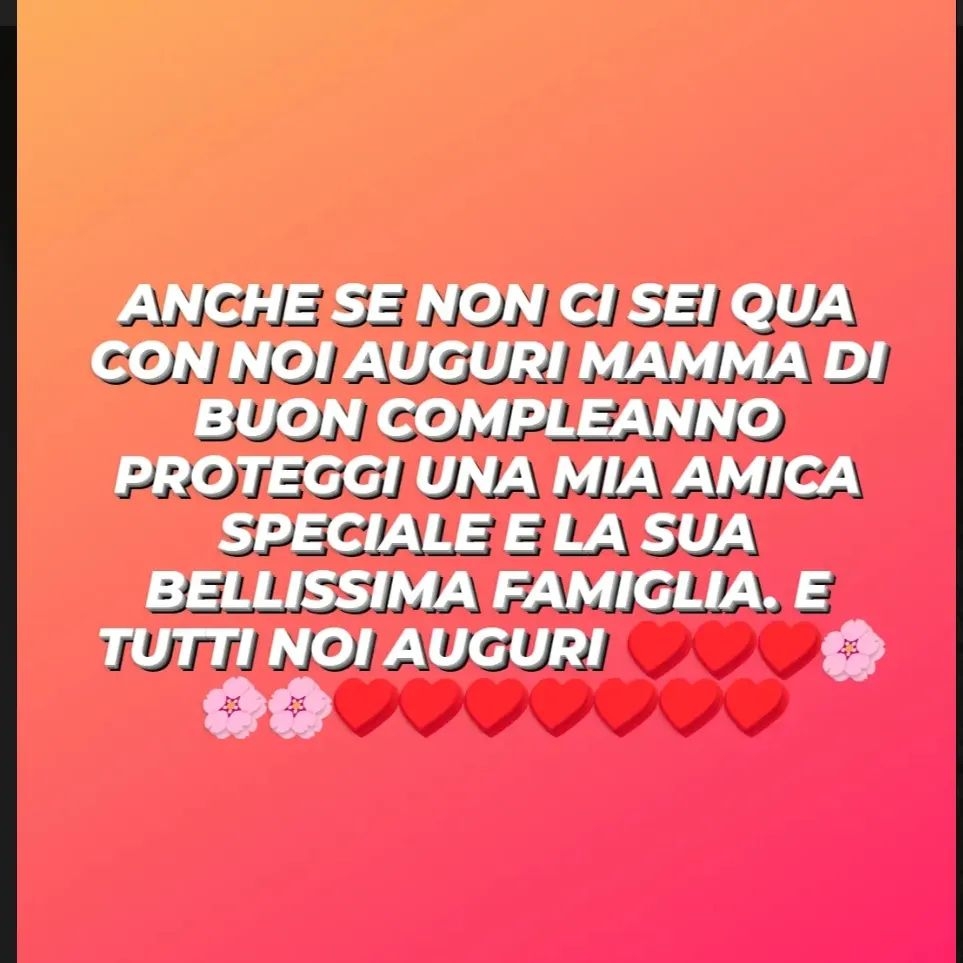 ANCHE SE NON CI SEI QUA
CON NOI AUGURI MAMMA DI
BUON COMPLEANNO
PROTEGGI UNA MIA AMICA
SPECIALE E LA SUA
BELLISSIMA FAMIGLIA. E
TUTTI NOI AUGURI ❤️❤️❤️🌸
🌸🌸❤️❤️❤️❤️❤️❤️❤️